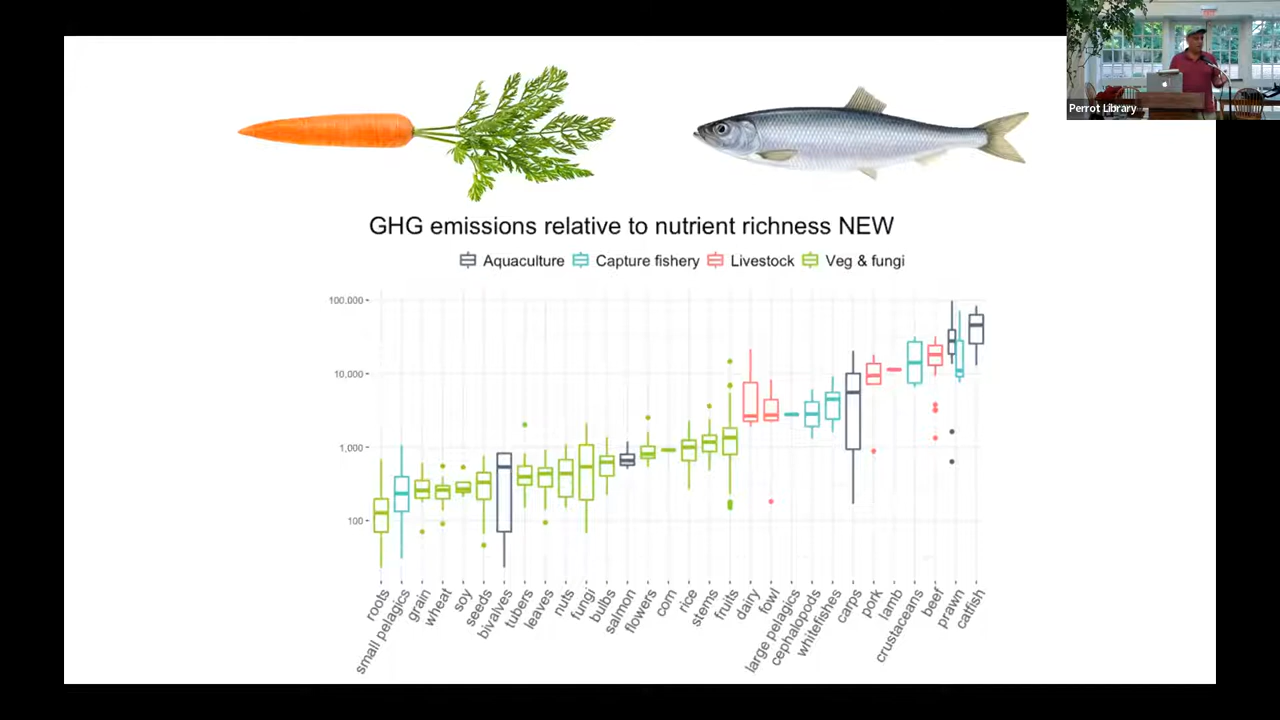 Perrot Library
GHG emissions relative to nutrient richness NEW
Aquaculture Capture fishery Livestock Veg & fungi
100.000
10,000
1,000
100
roots
small pelagics
grain
wheat
soy
seeds
bivalves
tubers
leaves
nuts
fungi
bulbs
salmon
flowers
corn
rice
stems
fruits
dairy
fowl
large pelagics
cephalopods
whitefishes
carps
pork
lamb
crustaceans
beef
prawn
catfish